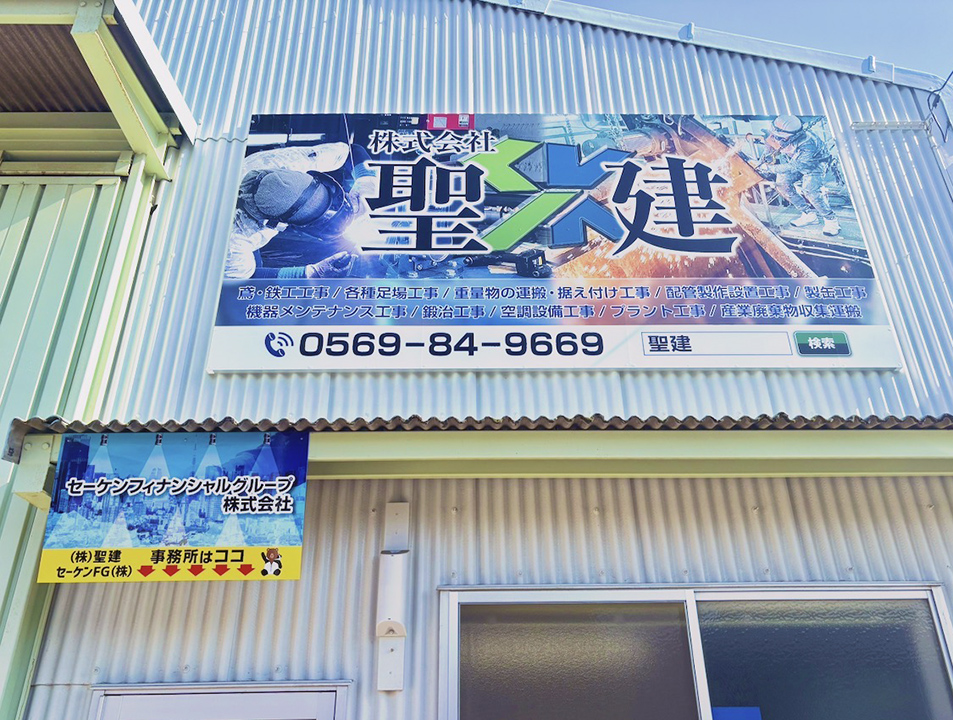 株式会社
聖建
鳶・鉄工工事 / 各種足場工事 / 重量物の運搬・据え付け工事 / 配管製作設置工事 / 製缶工事
機器メンテナンス工事 / 鍛冶工事 / 空調設備工事 / プラント工事 / 産業廃棄物収集運搬
0569-84-9669
聖建 検索
セーケンフィナンシャルグループ
株式会社
(株)聖建 事務所はココ
セーケンFG(株)